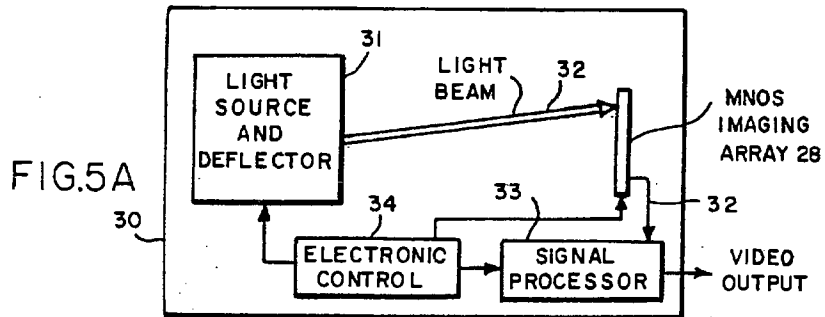 31
LIGHT
SOURCE
AND
DEFLECTOR
LIGHT
BEAM
32
MNOS
IMAGING
ARRAY 28
FIG.5A
30
34
ELECTRONIC
CONTROL
33
SIGNAL
PROCESSOR
32
VIDEO
OUTPUT